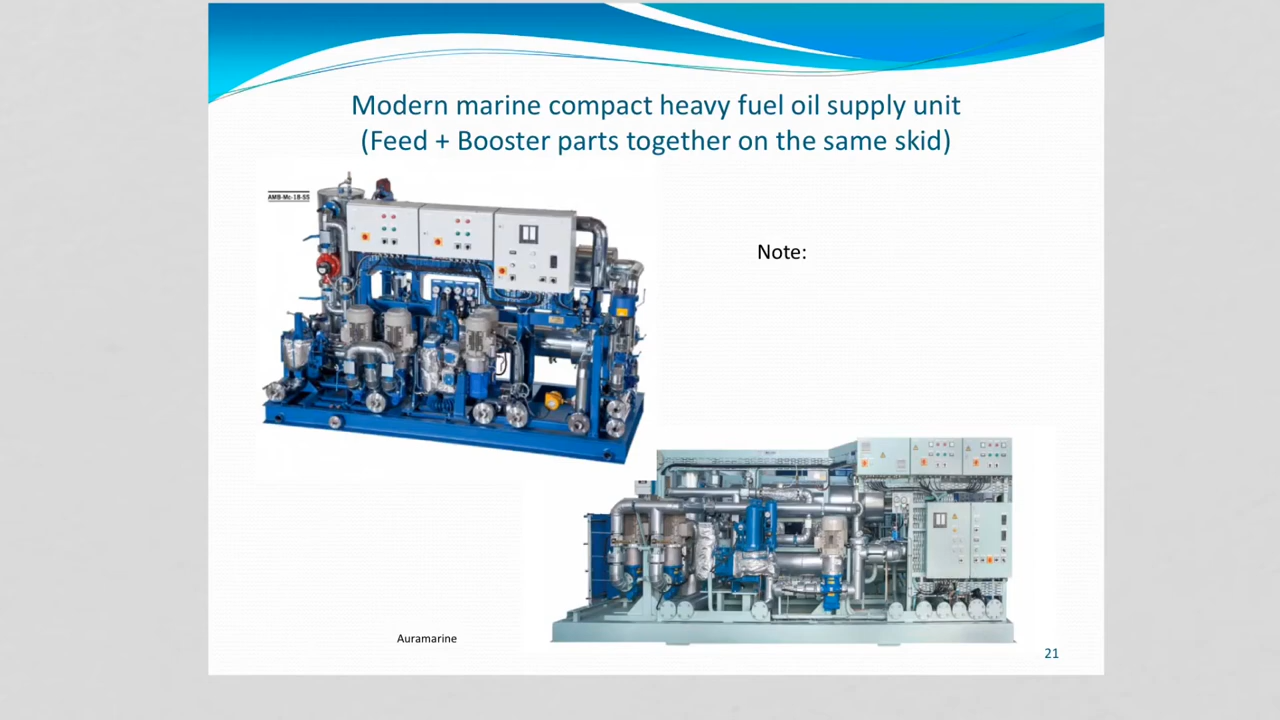 Modern marine compact heavy fuel oil supply unit
(Feed + Booster parts together on the same skid)
AMB-Mc-18-SS
Note:
Auramarine
21